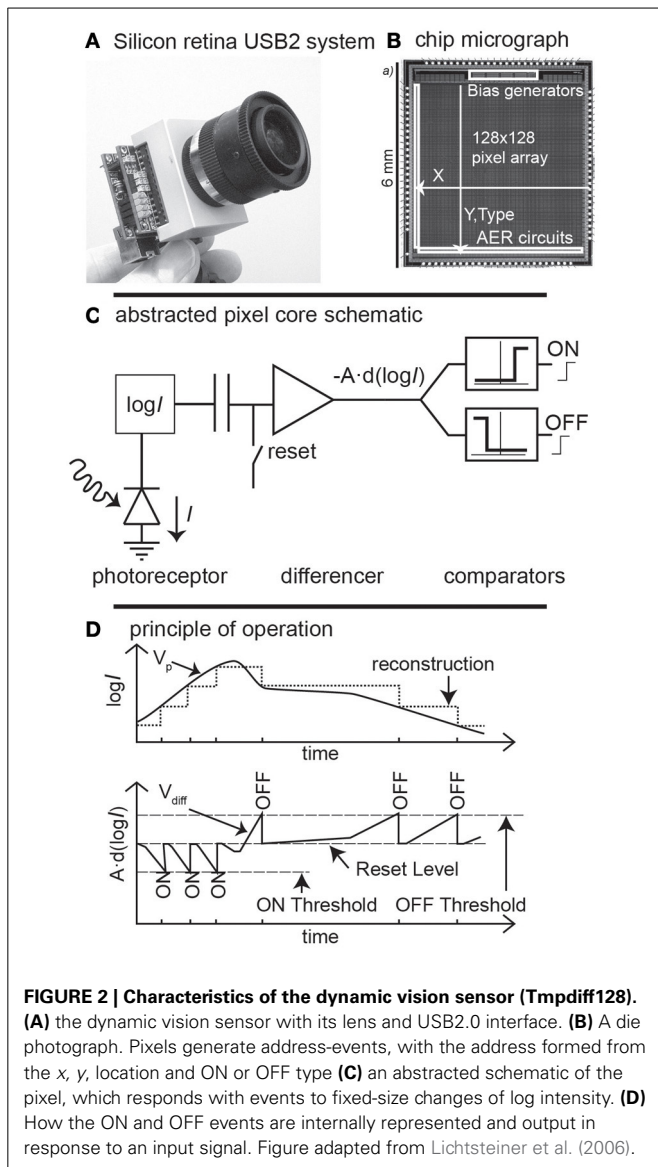 A Silicon retina USB2 system
B chip micrograph
a)
Bias generators
128x128
pixel array
6 mm
X
Y,Type
AER circuits
C abstracted pixel core schematic
logI
reset
-A·d(logI)
ON
OFF
I
photoreceptor differencer comparators
D principle of operation
Vp
reconstruction
logI
time
Vdiff
OFF
OFF
OFF
A·d(logI)
ON
ON
ON
Reset Level
ON Threshold OFF Threshold
time
FIGURE 2 | Characteristics of the dynamic vision sensor (Tmpdiff128).
(A) the dynamic vision sensor with its lens and USB2.0 interface. (B) A die
photograph. Pixels generate address-events, with the address formed from
the x, y, location and ON or OFF type (C) an abstracted schematic of the
pixel, which responds with events to fixed-size changes of log intensity. (D)
How the ON and OFF events are internally represented and output in
response to an input signal. Figure adapted from Lichtsteiner et al. (2006).